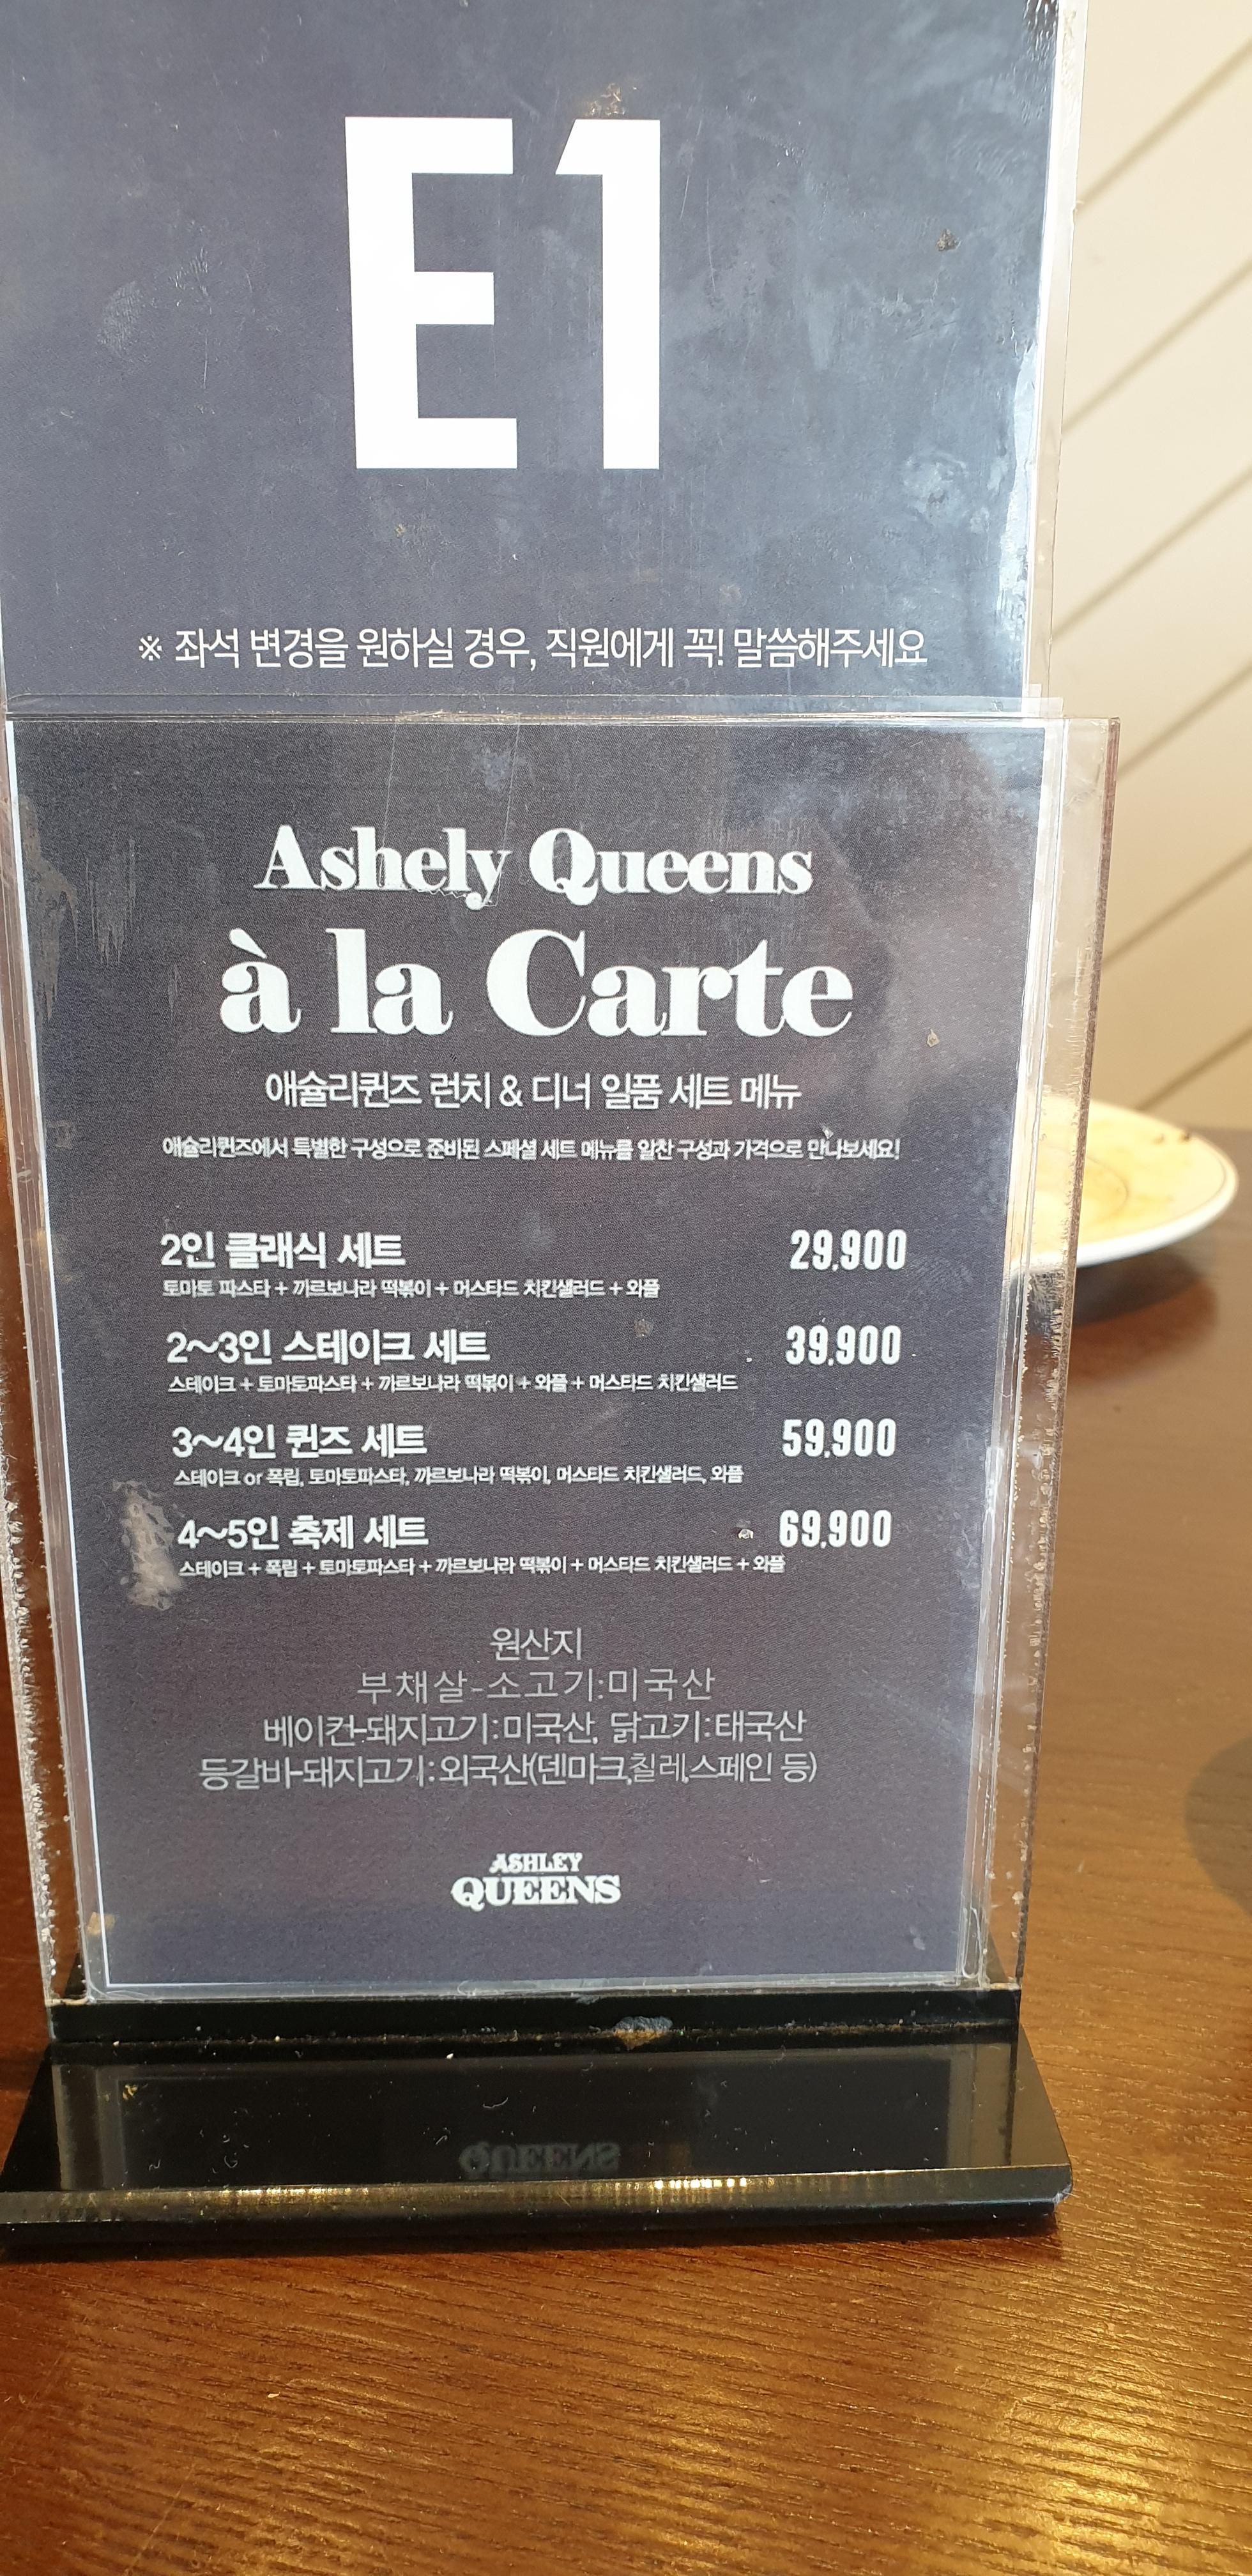 E1
※ 좌석 변경을 원하실 경우, 직원에게 꼭! 말씀해주세요
Ashely Queens
à la Carte
애슐리퀸즈 런치 & 디너 일품 세트 메뉴
애슐리퀸즈에서 특별한 구성으로 준비된 스페셜 세트 메뉴를 알찬 구성과 가격으로 만나보세요!
2인 클래식 세트 29,900
토마토 파스타 + 까르보나라 떡볶이 + 머스타드 치킨샐러드 + 와플
2~3인 스테이크 세트 39,900
스테이크 + 토마토파스타 + 까르보나라 떡볶이 + 와플 + 머스타드 치킨샐러드
3~4인 퀸즈 세트 59,900
스테이크 or 폭립, 토마토파스타, 까르보나라 떡볶이, 머스타드 치킨샐러드, 와플
4~5인 축제 세트 69,900
스테이크 + 폭립 + 토마토파스타 + 까르보나라 떡볶이 + 머스타드 치킨샐러드 + 와플
원산지
부채살-소고기:미국산
베이컨-돼지고기:미국산, 닭고기:태국산
등갈비-돼지고기:외국산(덴마크,칠레,스페인 등)
ASHLEY
QUEENS